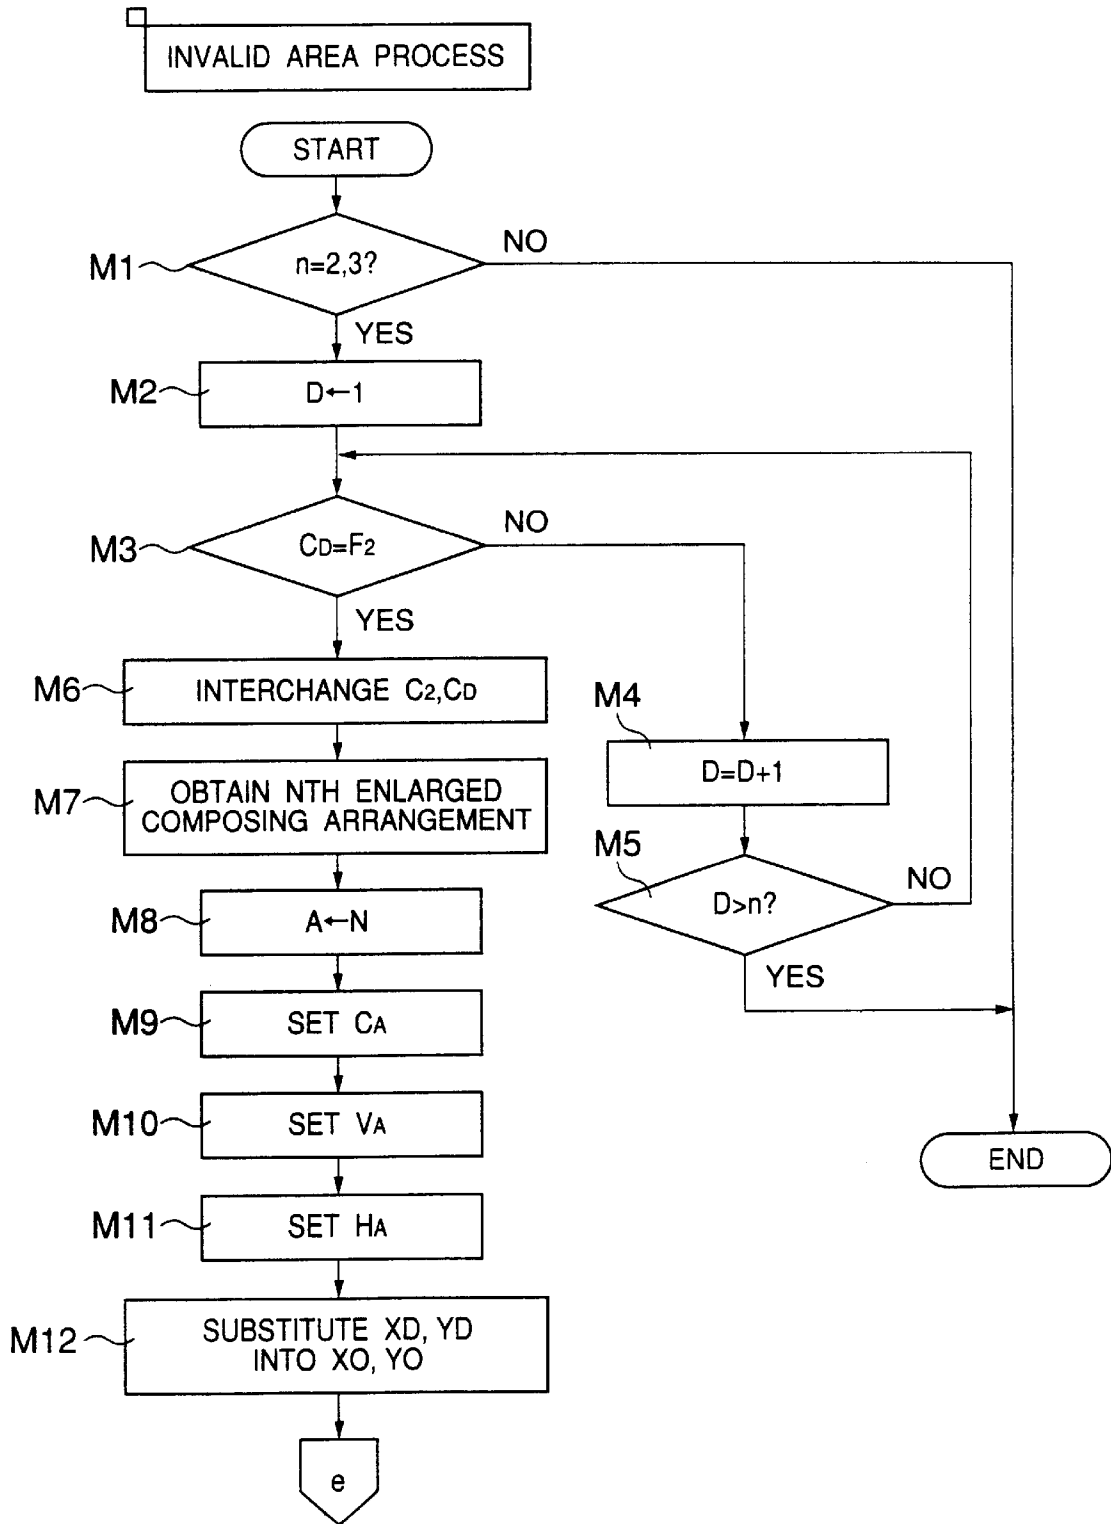 INVALID AREA PROCESS
START
M1
n=2,3?
NO
YES
M2
D←1
M3
CD=F2
NO
YES
M6
INTERCHANGE C2,CD
M4
D=D+1
M7
OBTAIN NTH ENLARGED
COMPOSING ARRANGEMENT
M5
D>n?
NO
YES
M8
A←N
M9
SET CA
M10
SET VA
END
M11
SET HA
M12
SUBSTITUTE XD, YD
INTO XO, YO
e